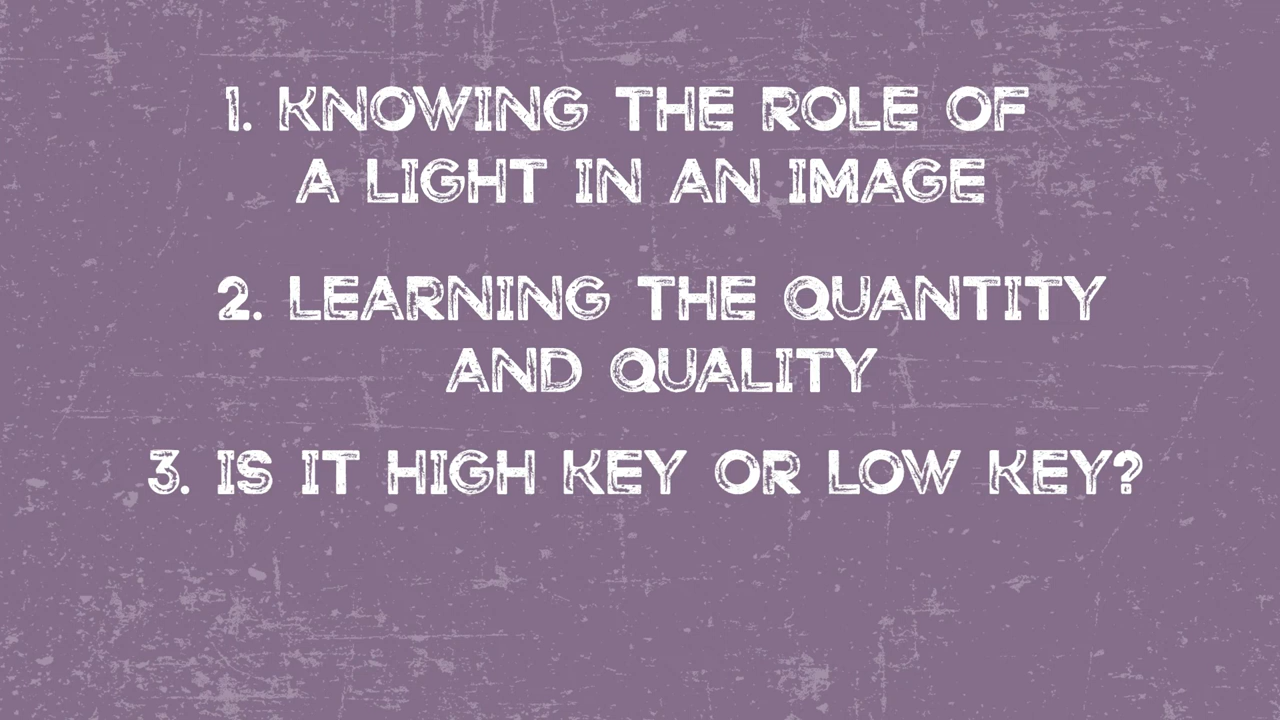 1. KNOWING THE ROLE OF
A LIGHT IN AN IMAGE
2. LEARNING THE QUANTITY
AND QUALITY
3. IS IT HIGH KEY OR LOW KEY?